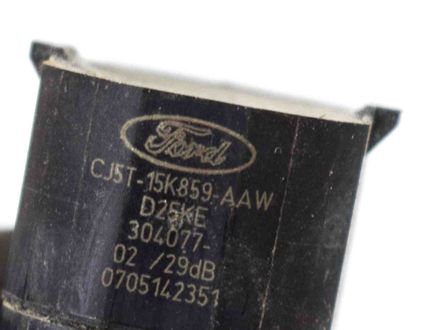 Ford
CJ5T-15K859-AAW
D25KE
304077-
02 /29dB
0705142351